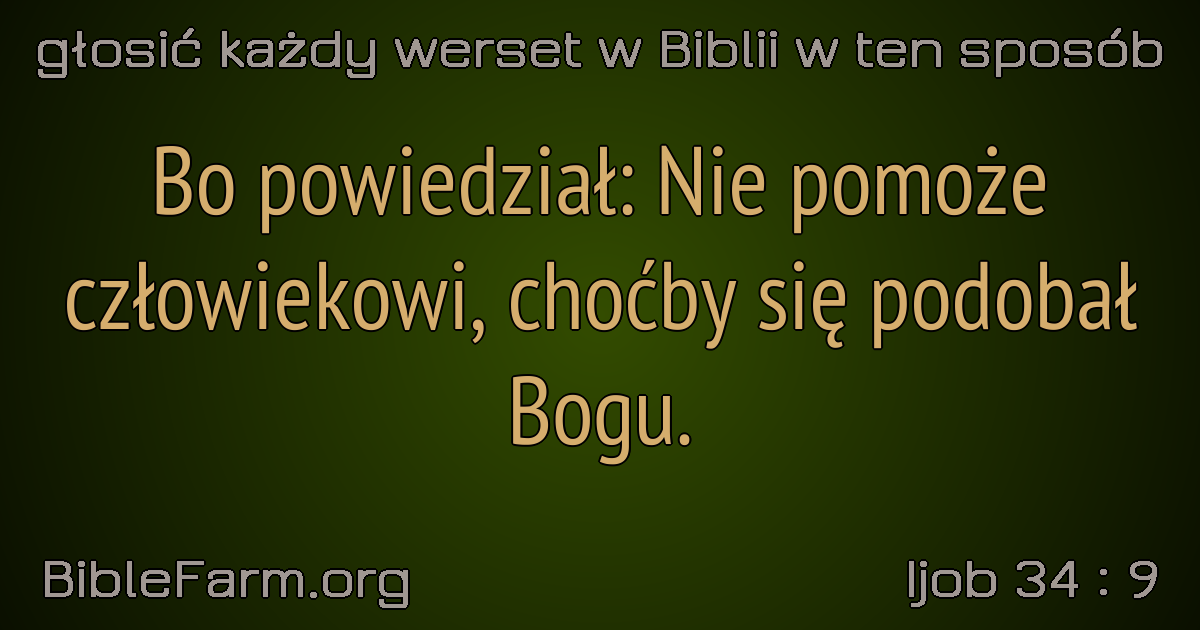 głosić każdy werset w Biblii w ten sposób
Bo powiedział: Nie pomoże
człowiekowi, choćby się podobał
Bogu.
BibleFarm.org
Ijob 34 : 9